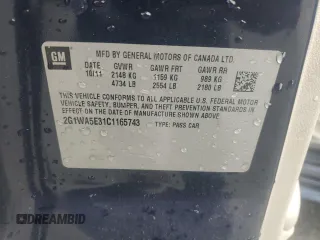 GM
MFD BY GENERAL MOTORS OF CANADA LTD.
DATE GVWR GAWR FRT GAWR RR
10/11 2148 KG 1159 KG 989 KG
4734 LB 2554 LB 2180 LB
THIS VEHICLE CONFORMS TO ALL APPLICABLE U.S. FEDERAL MOTOR
VEHICLE SAFETY, BUMPER, AND THEFT PREVENTION STANDARDS IN
EFFECT ON THE DATE OF MANUFACTURE SHOWN ABOVE.
2G1WA5E31C1165743 TYPE: PASS CAR
DREAMBID